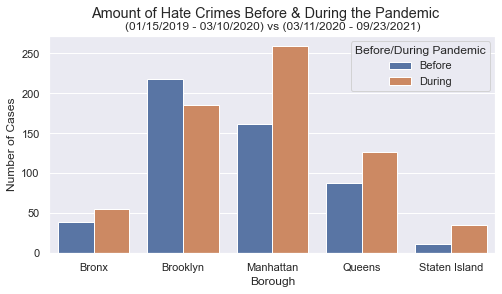 Amount of Hate Crimes Before & During the Pandemic
(01/15/2019 - 03/10/2020) vs (03/11/2020 - 09/23/2021)
Before/During Pandemic
Before
During
Number of Cases
250
200
150
100
50
0
Bronx Brooklyn Manhattan Queens Staten Island
Borough